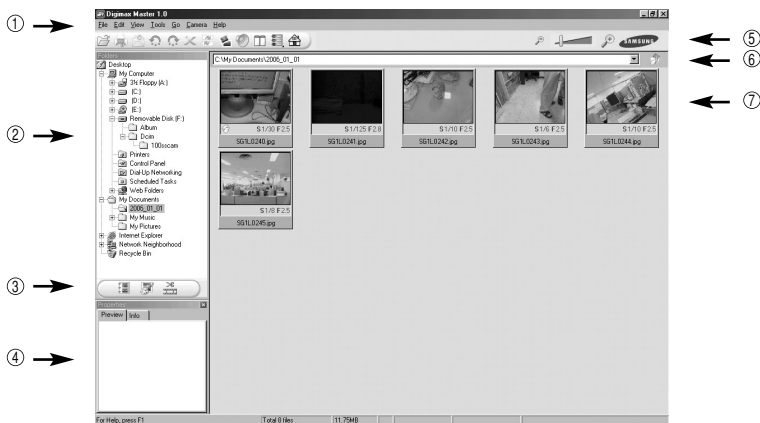 Digimax Master 1.0
①
File Edit View Tools Go Camera Help
SAMSUNG
⑤
Folders
C:\My Documents\2006_01_01
⑥
Desktop
My Computer
3½ Floppy (A:)
(C:)
(D:)
(E:)
Removable Disk (F:)
Album
Dcim
100sscam
Printers
Control Panel
Dial-Up Networking
Scheduled Tasks
Web Folders
My Documents
2006_01_01
My Music
My Pictures
Internet Explorer
Network Neighborhood
Recycle Bin
②
⑦
S1/30 F2.5
S1/125 F2.8
S1/10 F2.5
S1/6 F2.5
S1/10 F2.5
SG1L0240.jpg
SG1L0241.jpg
SG1L0242.jpg
SG1L0243.jpg
SG1L0244.jpg
S1/8 F2.5
SG1L0245.jpg
③
Properties
Preview Info
④
For Help, press F1
Total 8 files
11.75MB